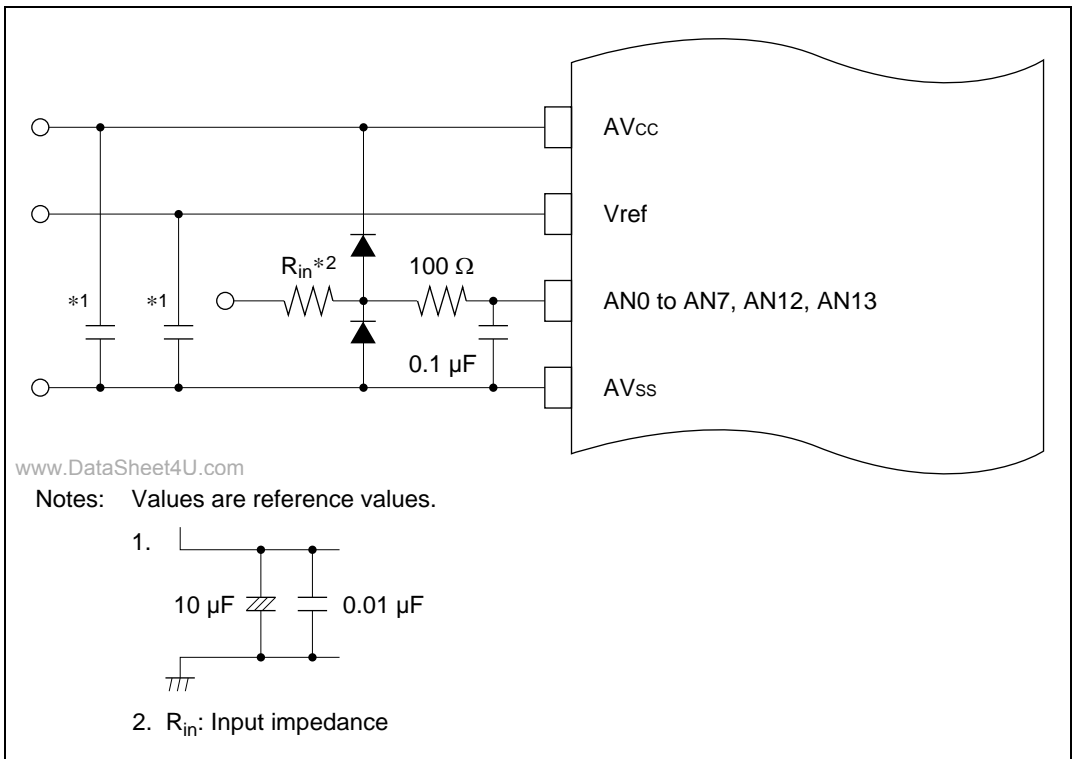 AVcc
Vref
Rin*2 100 Ω
*1 *1 AN0 to AN7, AN12, AN13
0.1 µF
AVss
www.DataSheet4U.com
Notes: Values are reference values.
1.
10 µF 0.01 µF
2. Rin: Input impedance